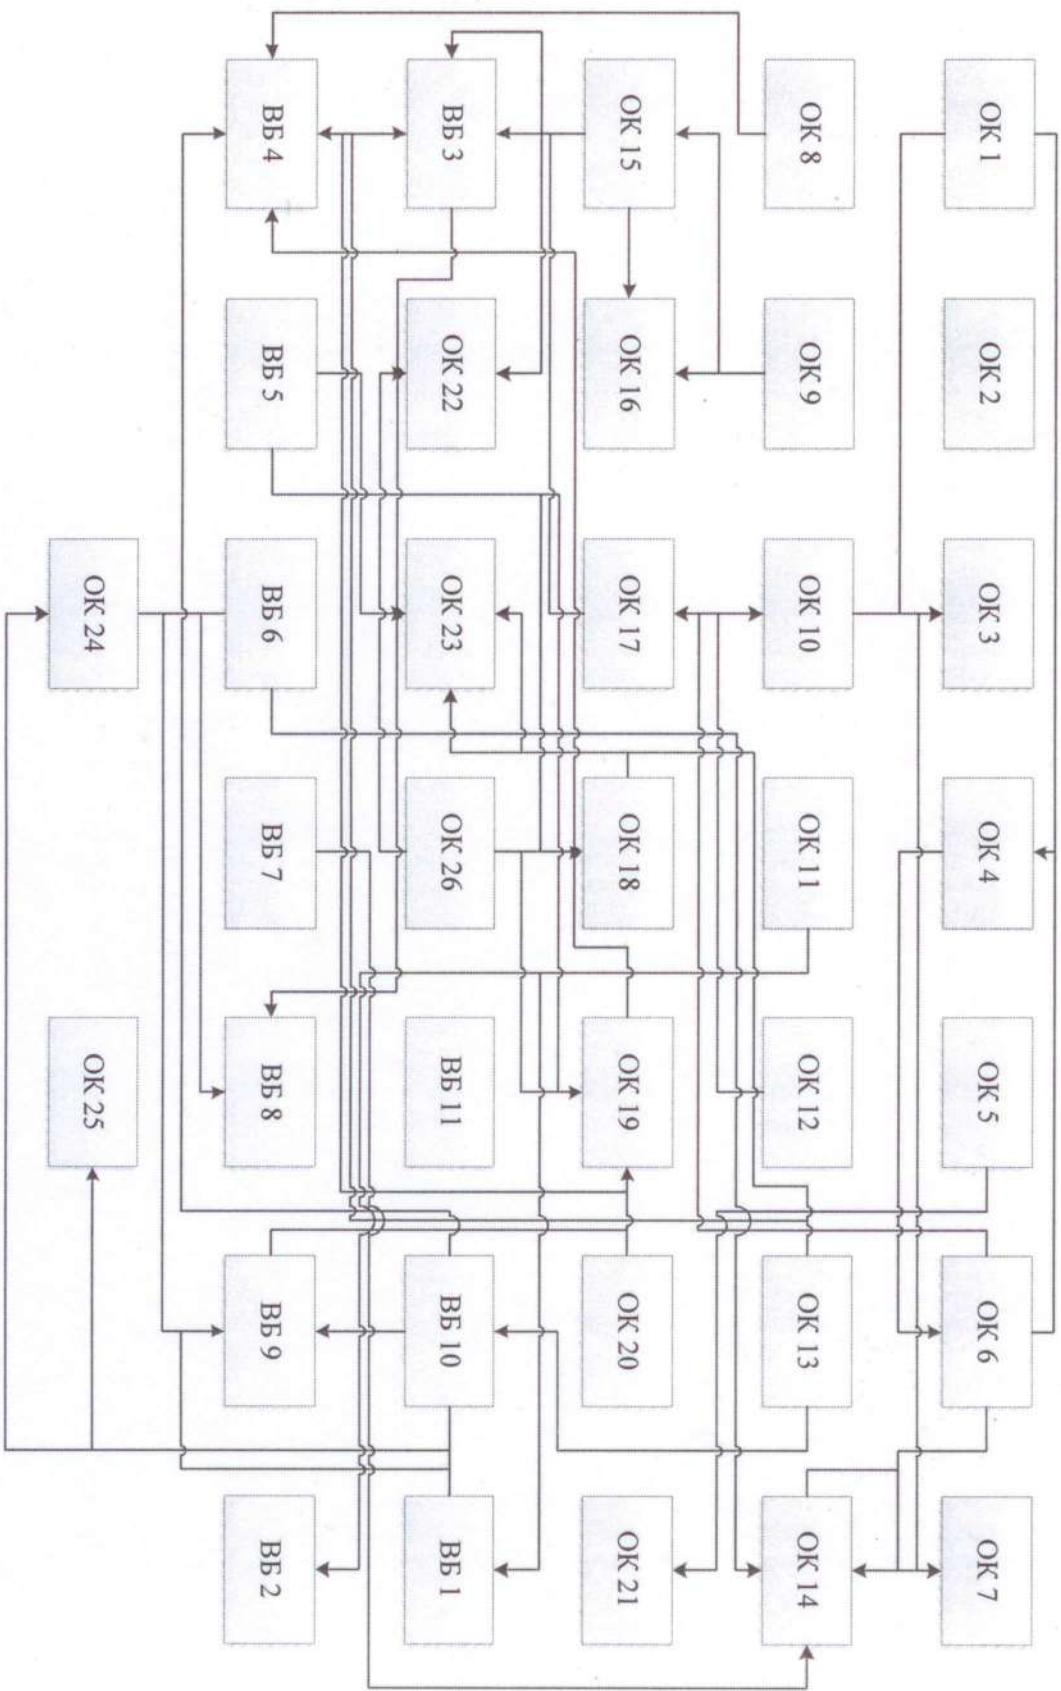 ОК 1
ОК 2
ОК 3
ОК 4
ОК 5
ОК 6
ОК 7
ОК 8
ОК 9
ОК 10
ОК 11
ОК 12
ОК 13
ОК 14
ОК 15
ОК 16
ОК 17
ОК 18
ОК 19
ОК 20
ОК 21
ВБ 3
ОК 22
ОК 23
ОК 26
ВБ 11
ВБ 10
ВБ 1
ВБ 4
ВБ 5
ВБ 6
ВБ 7
ВБ 8
ВБ 9
ВБ 2
ОК 24
ОК 25